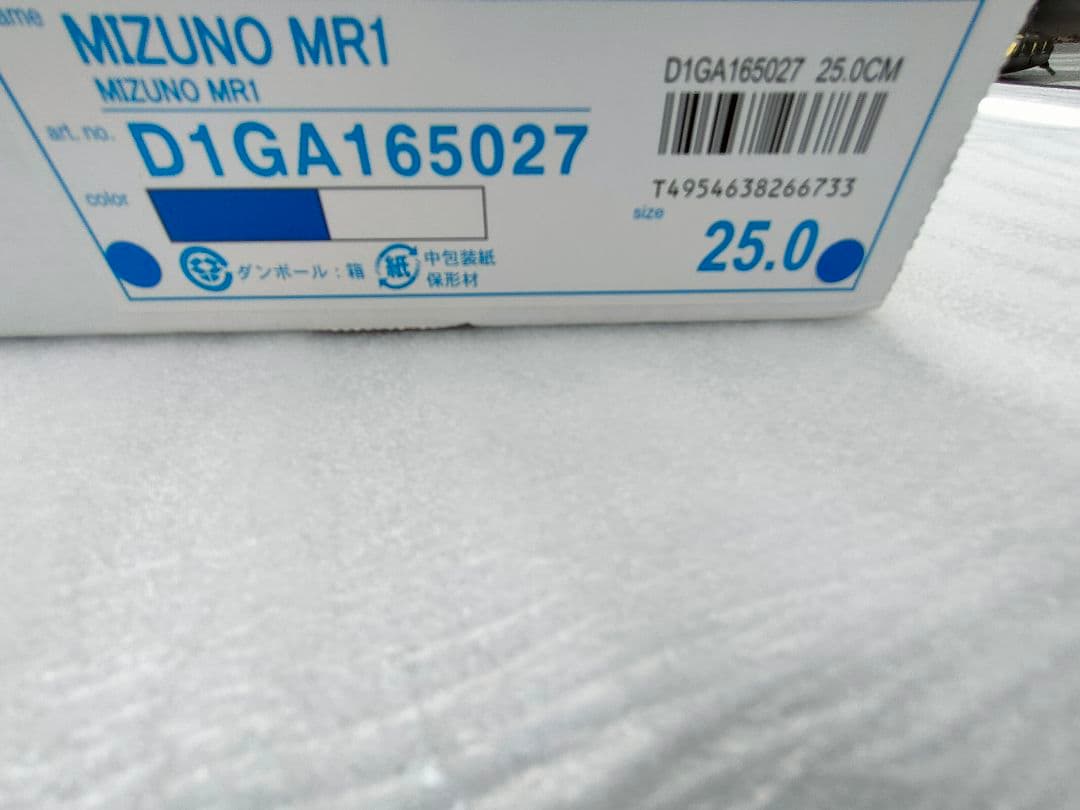 ame
MIZUNO MR1
MIZUNO MR1
art. no.
D1GA165027
color
ダンボール：箱
紙
中包装紙
保形材
D1GA165027 25.0CM
T4954638266733
size
25.0